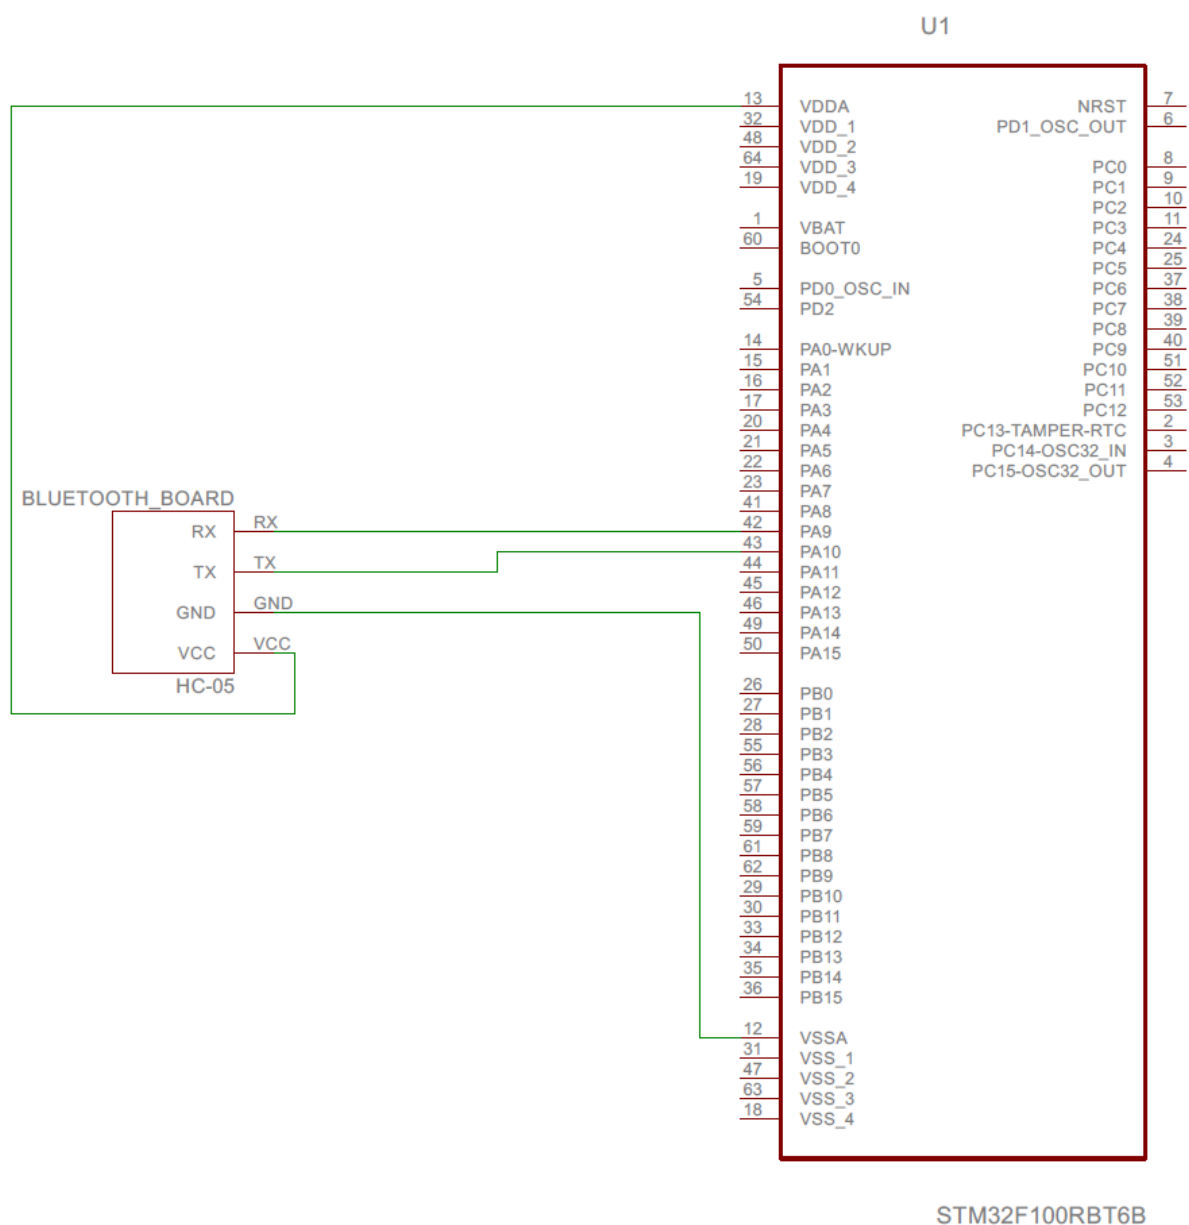 U1
13 VDDA
32 VDD_1
48 VDD_2
64 VDD_3
19 VDD_4
1 VBAT
60 BOOT0
5 PD0_OSC_IN
54 PD2
14 PA0-WKUP
15 PA1
16 PA2
17 PA3
20 PA4
21 PA5
22 PA6
23 PA7
41 PA8
42 PA9
43 PA10
44 PA11
45 PA12
46 PA13
49 PA14
50 PA15
26 PB0
27 PB1
28 PB2
55 PB3
56 PB4
57 PB5
58 PB6
59 PB7
61 PB8
62 PB9
29 PB10
30 PB11
33 PB12
34 PB13
35 PB14
36 PB15
12 VSSA
31 VSS_1
47 VSS_2
63 VSS_3
18 VSS_4
NRST 7
PD1_OSC_OUT 6
PC0 8
PC1 9
PC2 10
PC3 11
PC4 24
PC5 25
PC6 37
PC7 38
PC8 39
PC9 40
PC10 51
PC11 52
PC12 53
PC13-TAMPER-RTC 2
PC14-OSC32_IN 3
PC15-OSC32_OUT 4
BLUETOOTH_BOARD
RX RX
TX TX
GND GND
VCC VCC
HC-05
STM32F100RBT6B